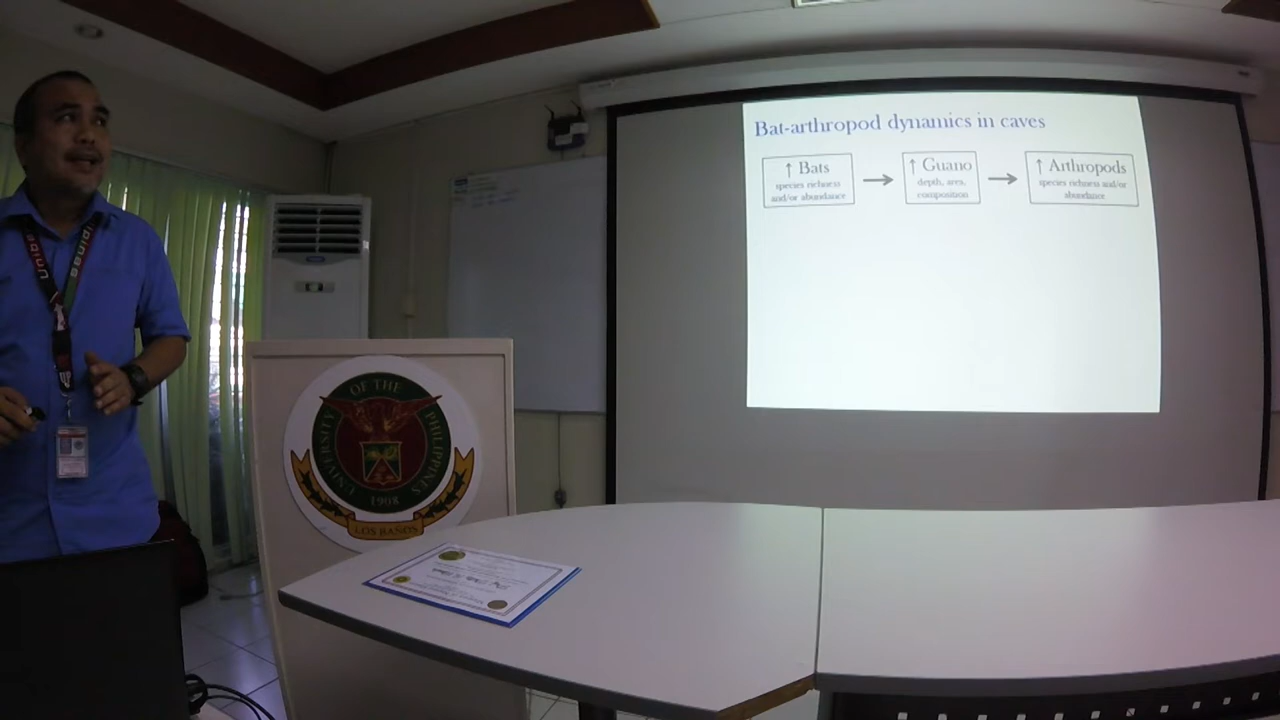 Bat-arthropod dynamics in caves
↑ Bats
species richness
and/or abundance
↑ Guano
depth, area,
composition
↑ Arthropods
species richness and/or
abundance
UNIVERSITY OF THE PHILIPPINES
1908
LOS BAÑOS